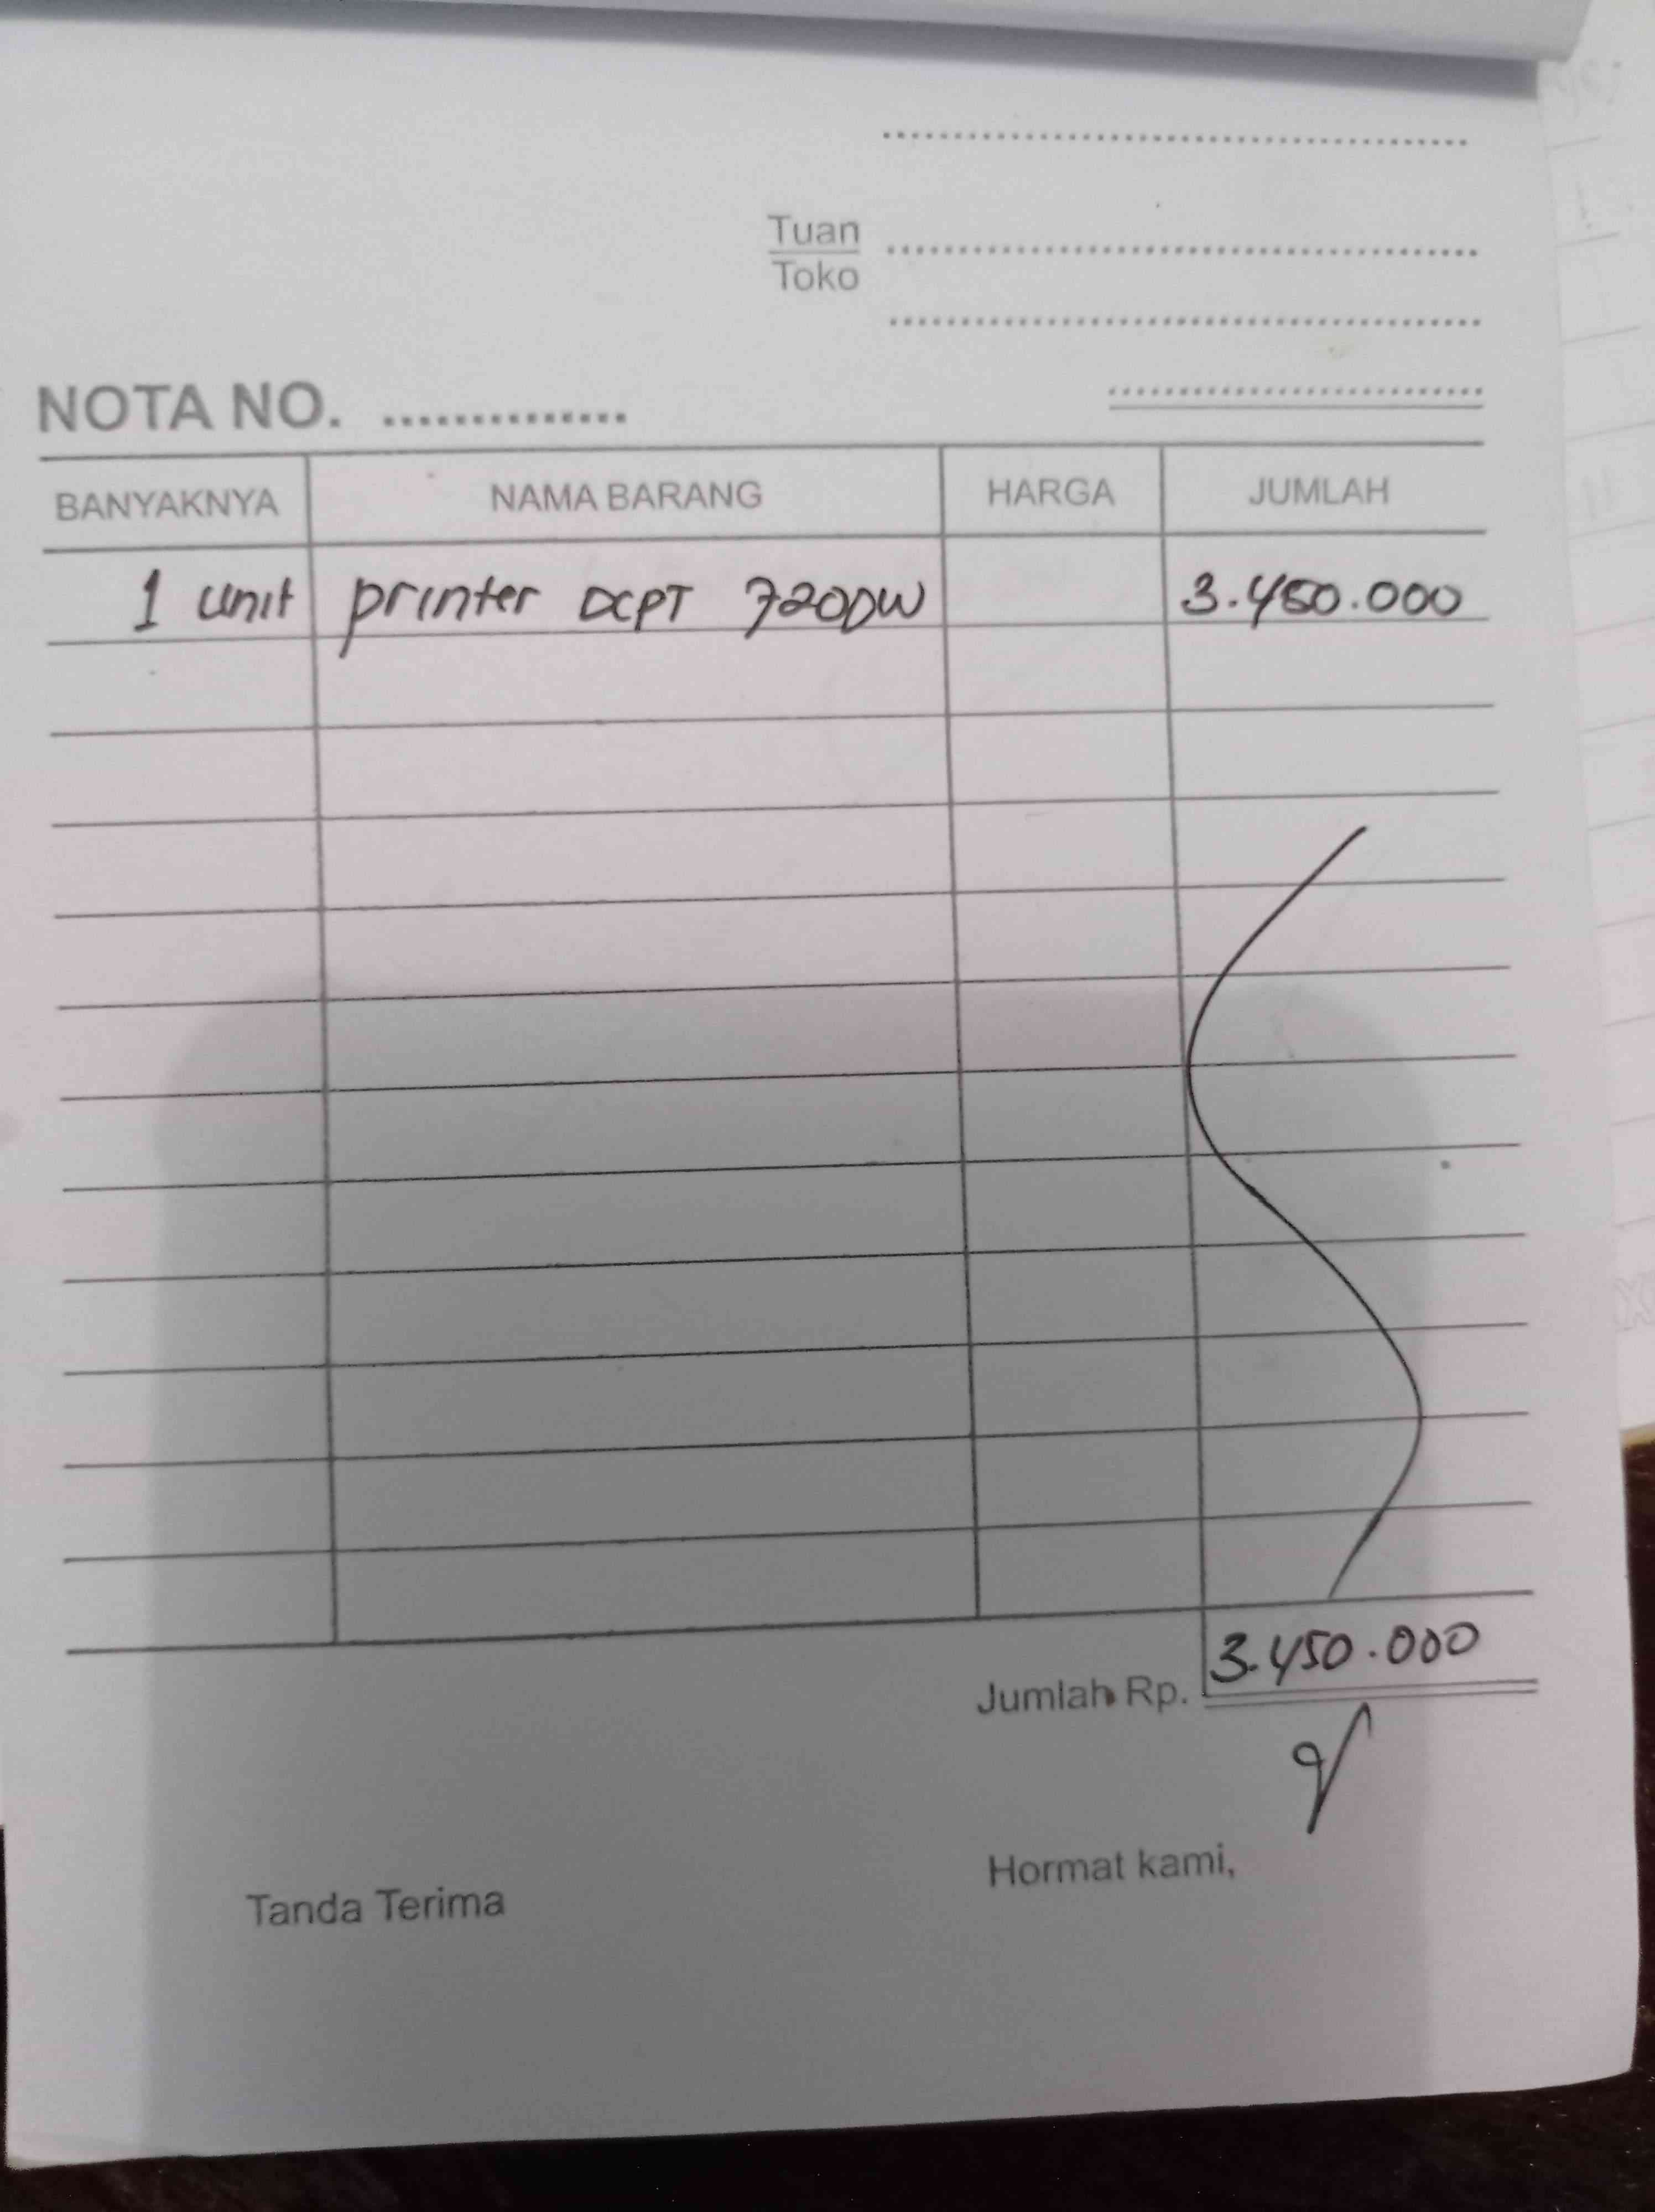 Tuan
Toko
NOTA NO. ..............
BANYAKNYA NAMA BARANG HARGA JUMLAH
1 unit printer DCPT 720DW 3.450.000
Jumlah Rp. 3.450.000
Hormat kami,
Tanda Terima